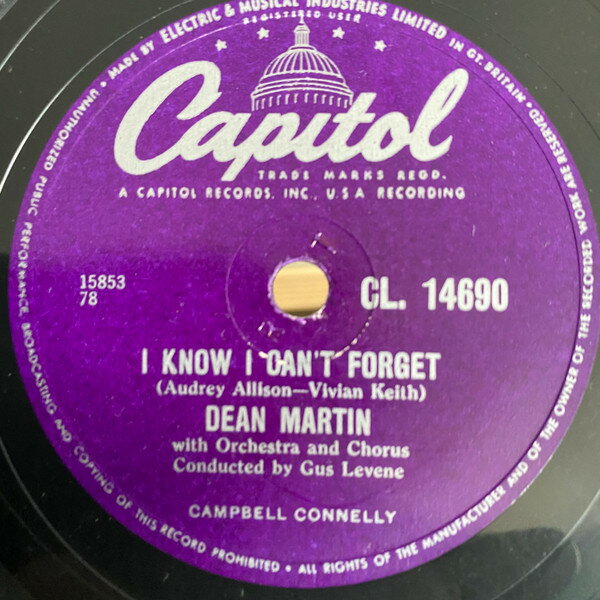 MADE BY ELECTRIC & MUSICAL INDUSTRIES LIMITED IN GT. BRITAIN • ALL RIGHTS OF THE MANUFACTURER AND OF THE OWNER OF THE RECORDED WORK ARE RESERVED. UNAUTHORIZED PUBLIC PERFORMANCE, BROADCASTING AND COPYING OF THIS RECORD PROHIBITED •
REGISTERED USER
Capitol
TRADE MARKS REGD.
A CAPITOL RECORDS, INC., U.S.A RECORDING
15853
78
CL. 14690
I KNOW I CAN'T FORGET
(Audrey Allison—Vivian Keith)
DEAN MARTIN
with Orchestra and Chorus
Conducted by Gus Levene
CAMPBELL CONNELLY